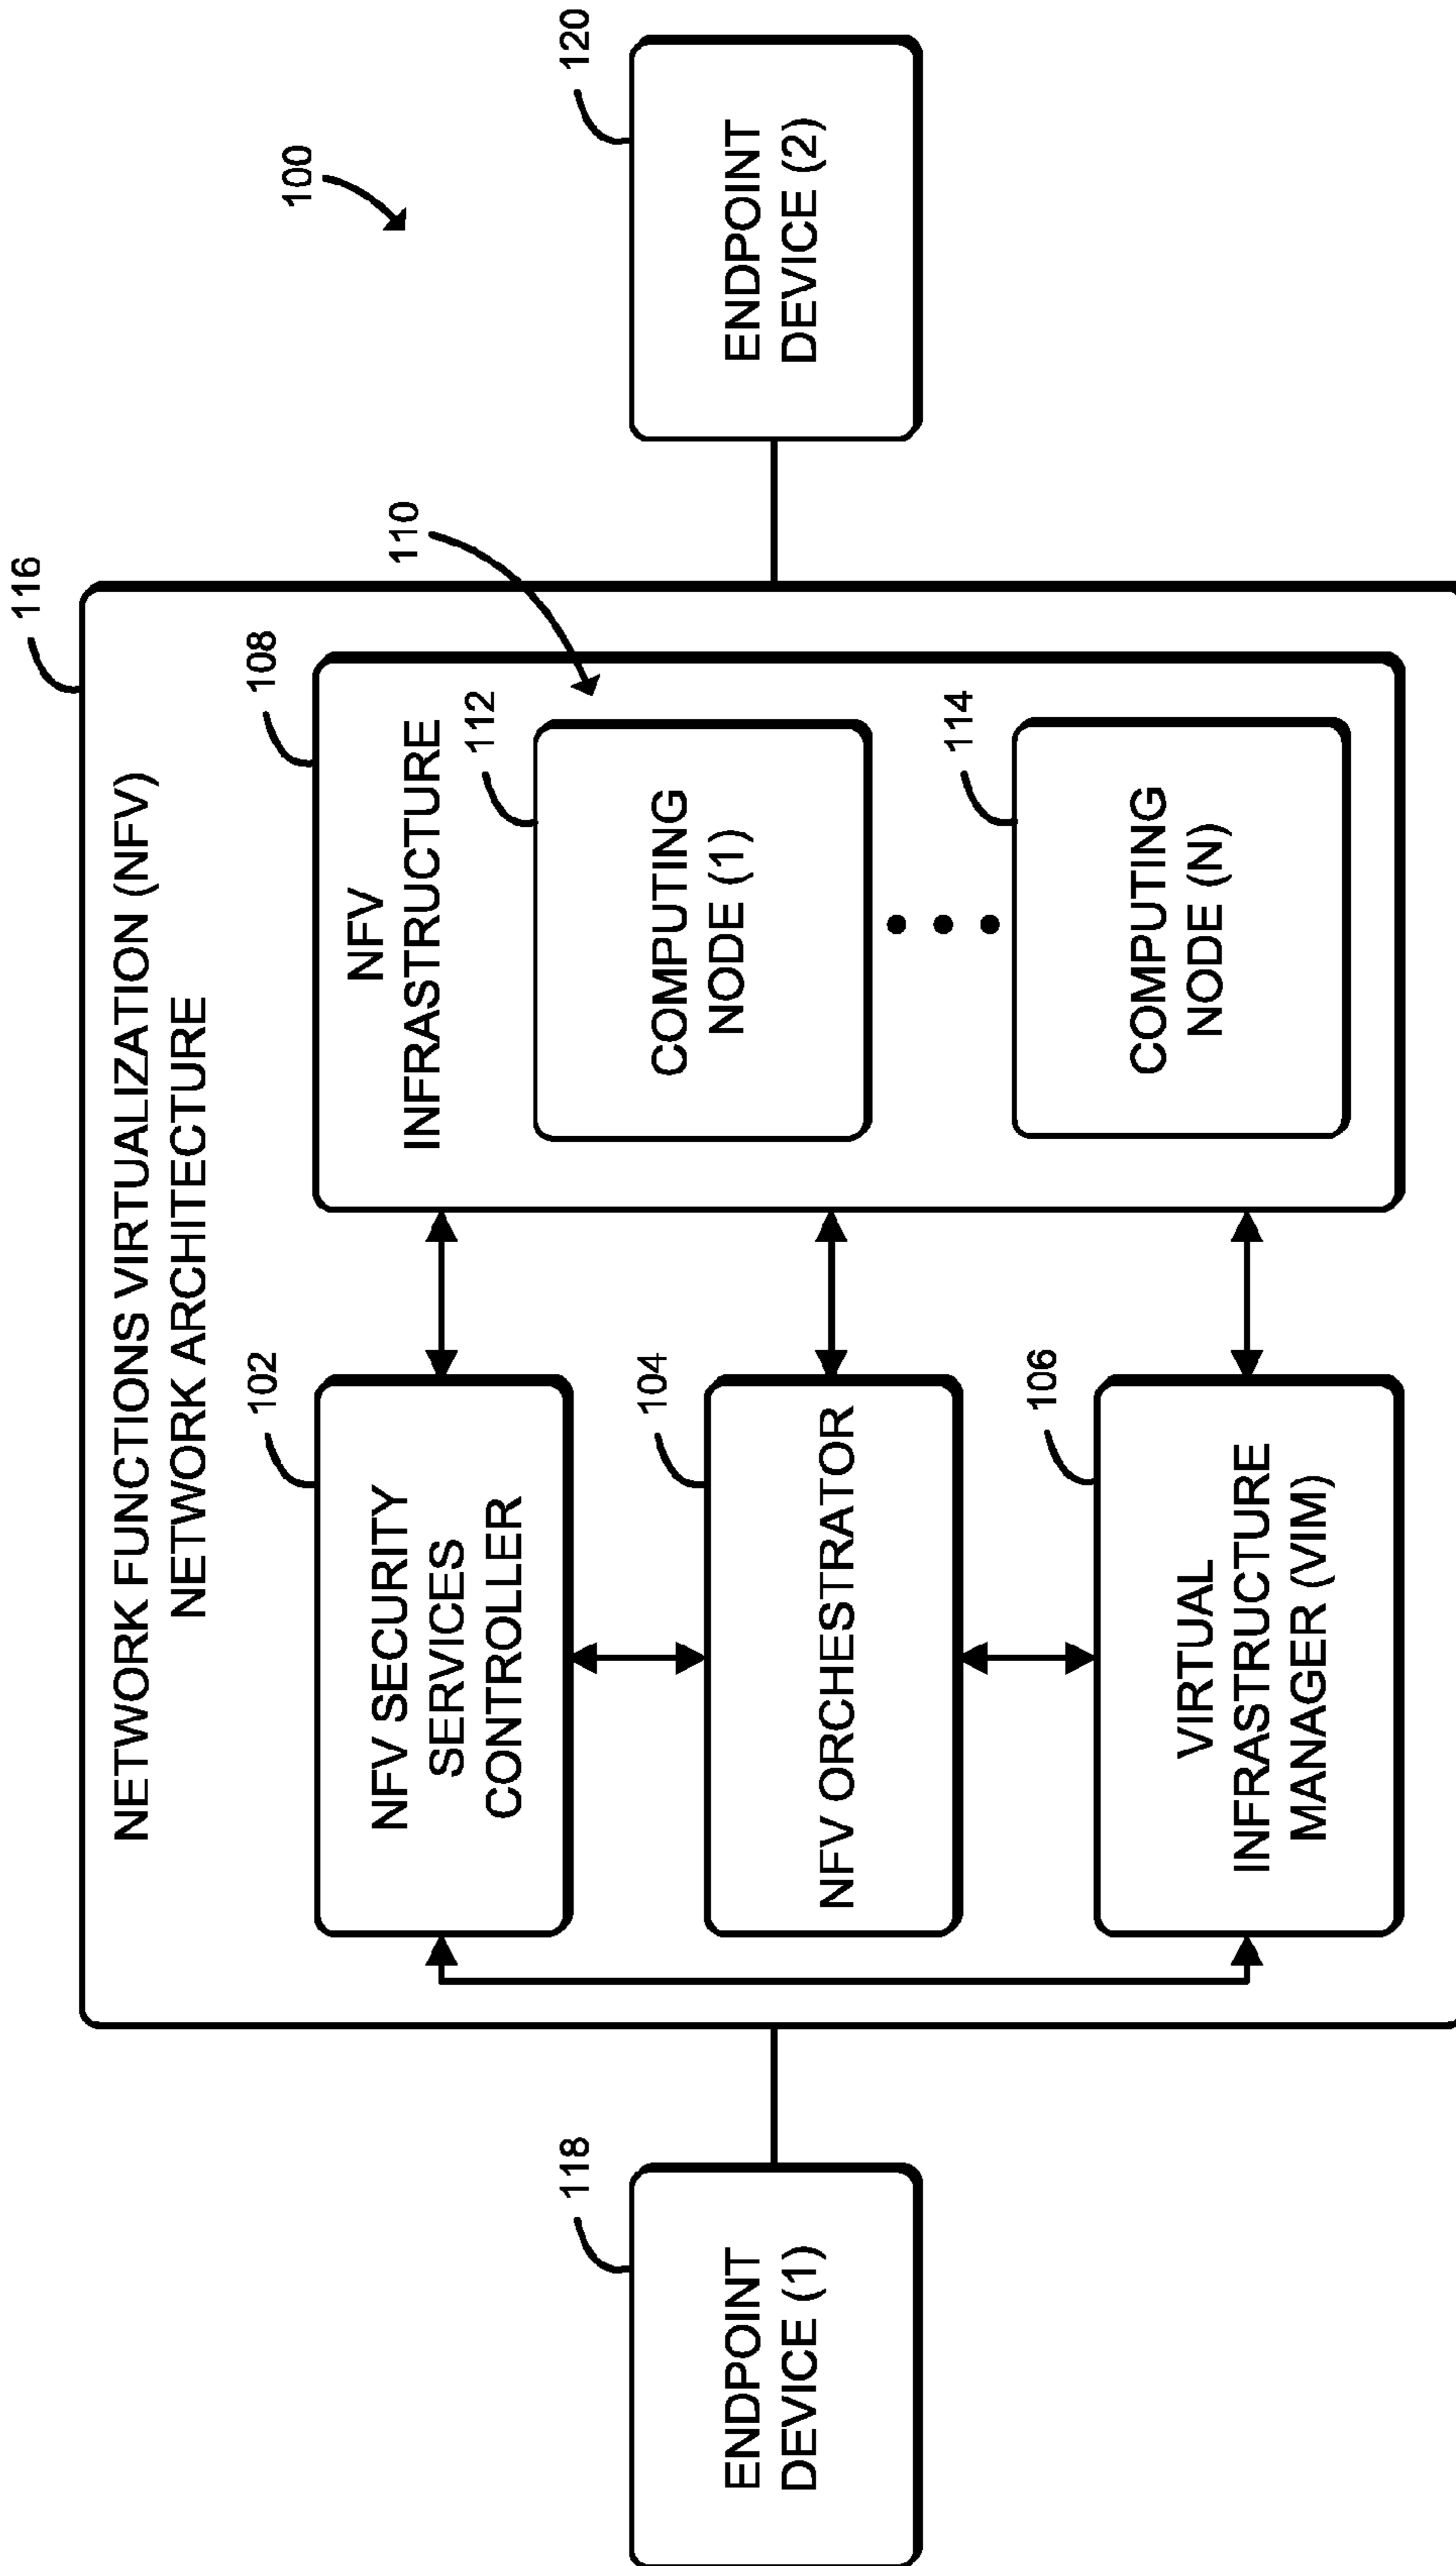 100
116
NETWORK FUNCTIONS VIRTUALIZATION (NFV)
NETWORK ARCHITECTURE
102
NFV SECURITY
SERVICES
CONTROLLER
104
NFV ORCHESTRATOR
106
VIRTUAL
INFRASTRUCTURE
MANAGER (VIM)
108
NFV
INFRASTRUCTURE
110
112
COMPUTING
NODE (1)
114
COMPUTING
NODE (N)
118
ENDPOINT
DEVICE (1)
120
ENDPOINT
DEVICE (2)